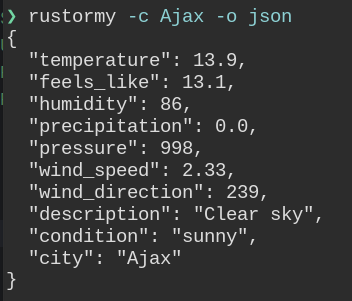 ❯ rustormy -c Ajax -o json
{
  "temperature": 13.9,
  "feels_like": 13.1,
  "humidity": 86,
  "precipitation": 0.0,
  "pressure": 998,
  "wind_speed": 2.33,
  "wind_direction": 239,
  "description": "Clear sky",
  "condition": "sunny",
  "city": "Ajax"
}